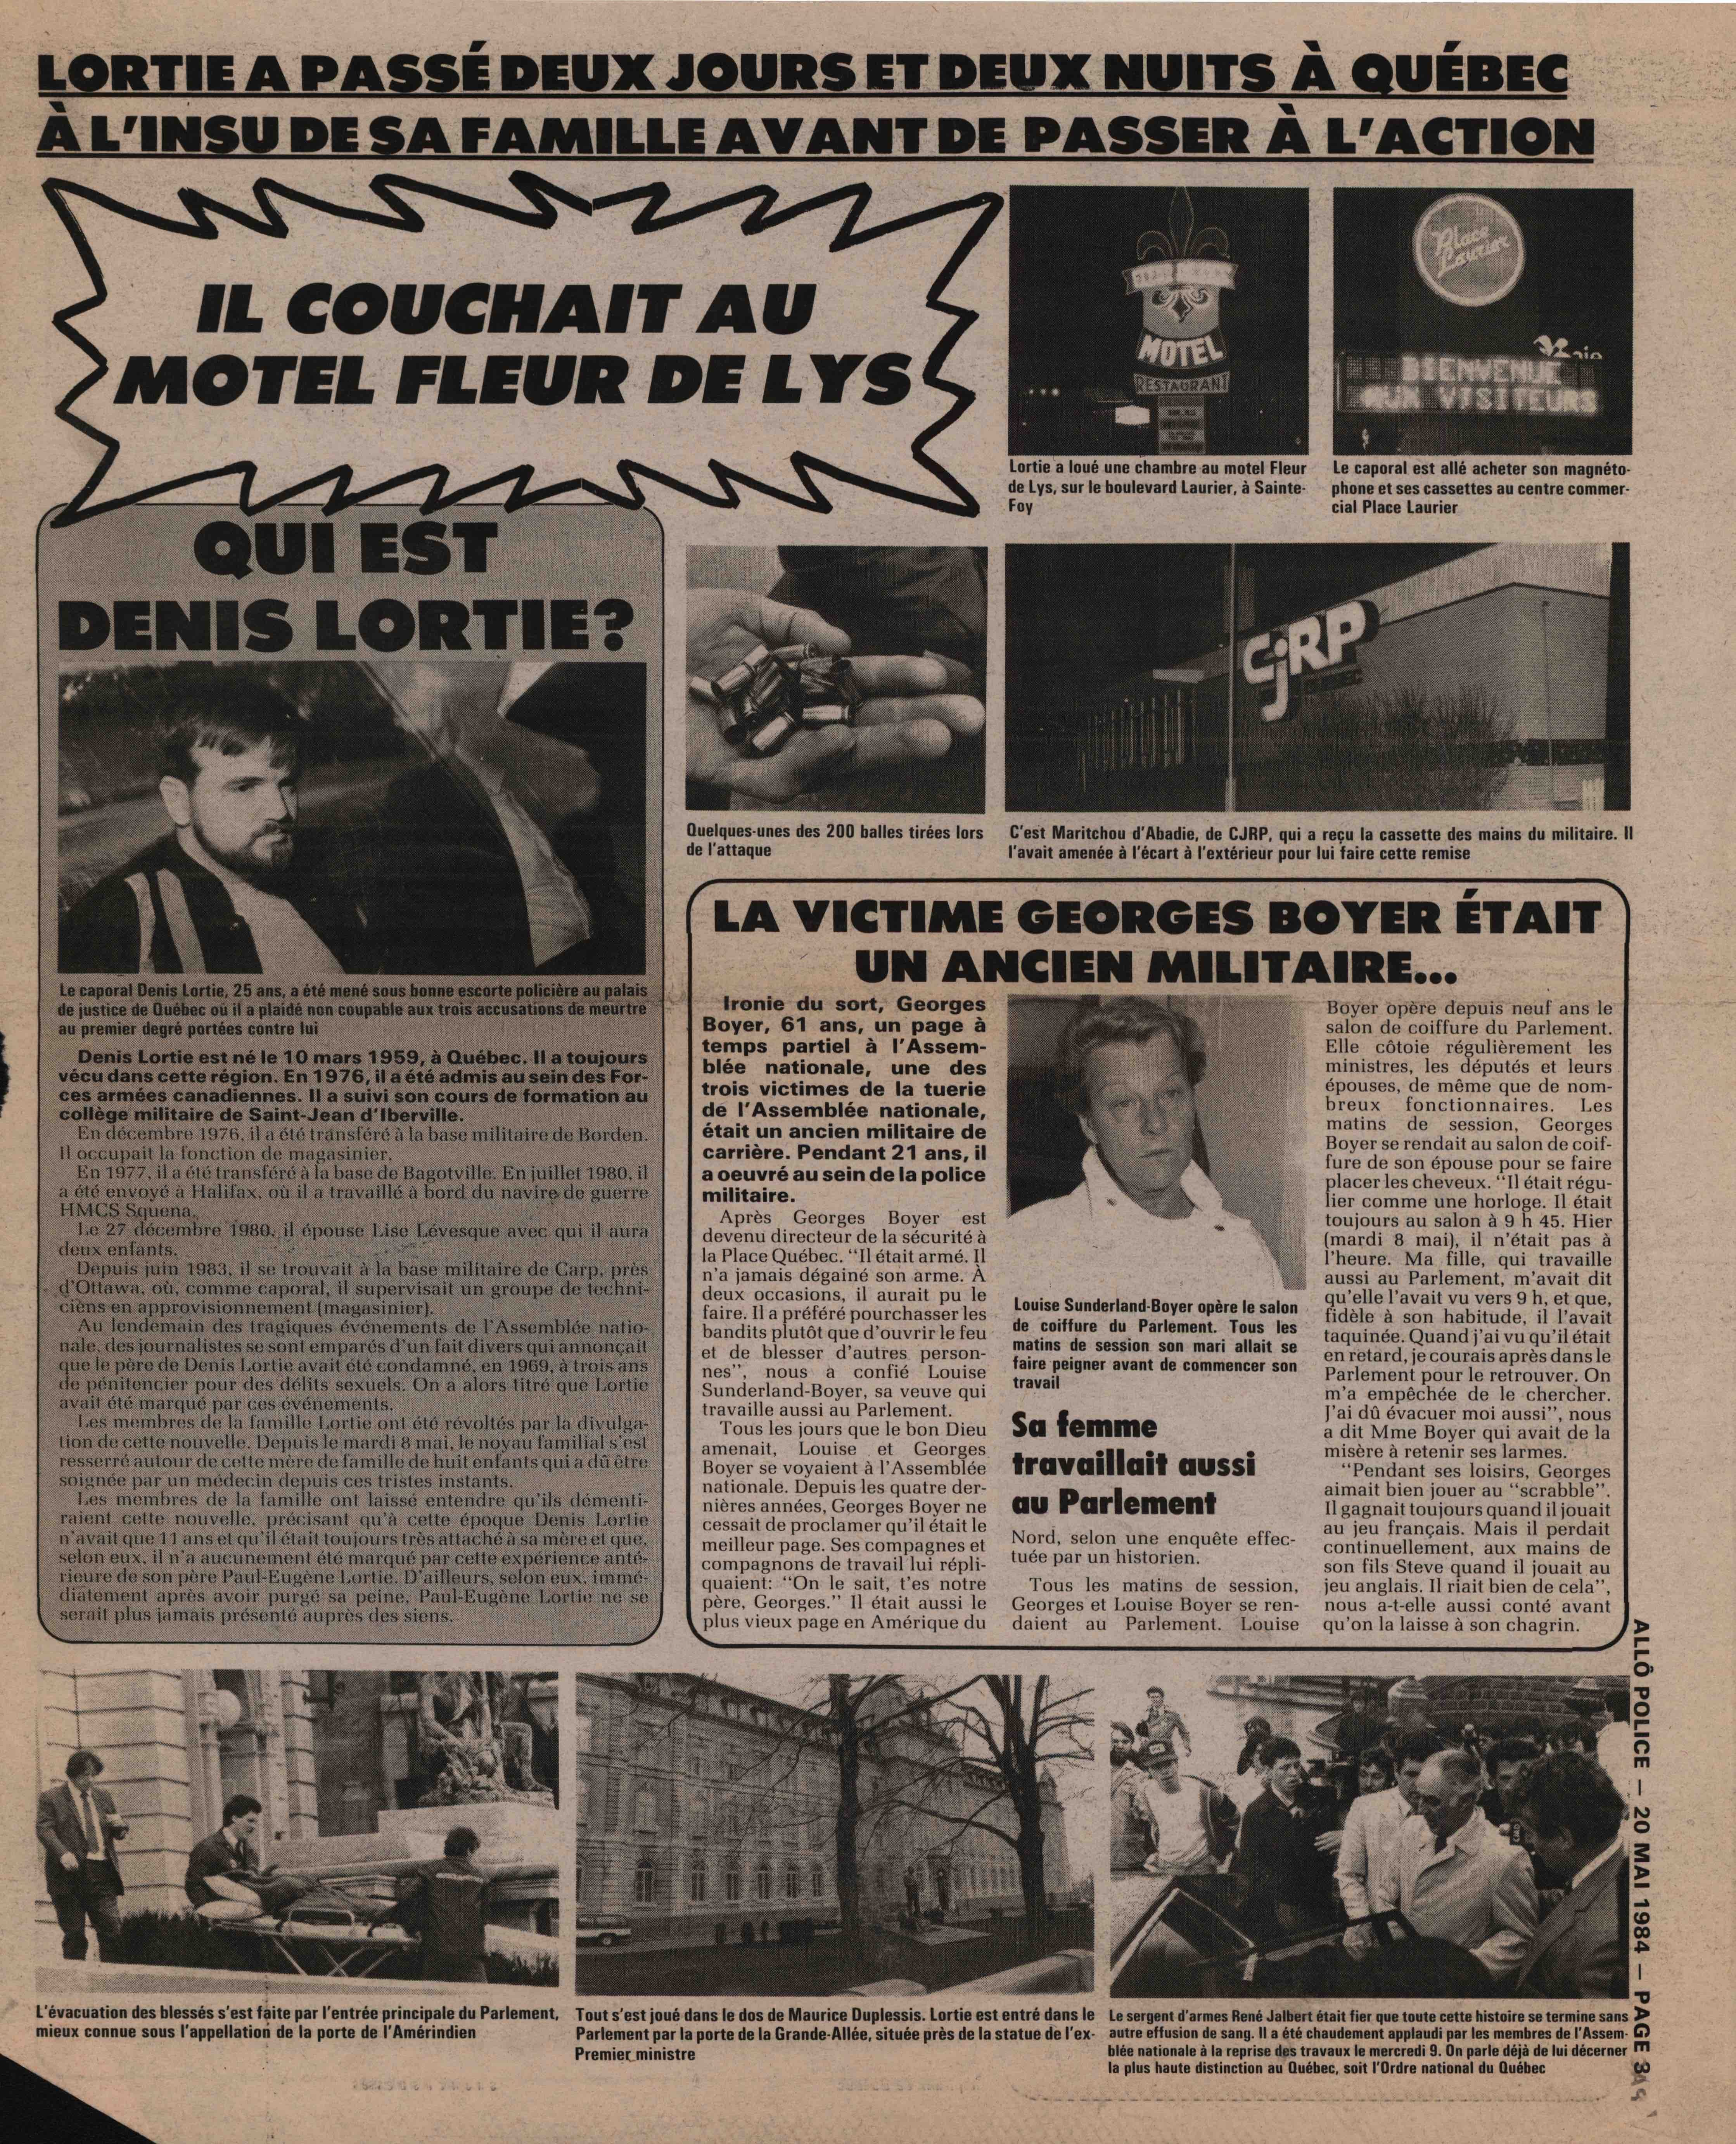 LORTIE A PASSÉ DEUX JOURS ET DEUX NUITS À QUÉBEC
À L'INSU DE SA FAMILLE AVANT DE PASSER À L'ACTION
IL COUCHAIT AU
MOTEL FLEUR DE LYS
MOTEL
RESTAURANT
Lortie a loué une chambre au motel Fleur
de Lys, sur le boulevard Laurier, à Sainte-
Foy
Place
Laurier
BIENVENUE
AUX VISITEURS
Le caporal est allé acheter son magnéto-
phone et ses cassettes au centre commer-
cial Place Laurier
QUI EST
DENIS LORTIE?
Le caporal Denis Lortie, 25 ans, a été mené sous bonne escorte policière au palais
de justice de Québec où il a plaidé non coupable aux trois accusations de meurtre
au premier degré portées contre lui
Denis Lortie est né le 10 mars 1959, à Québec. Il a toujours
vécu dans cette région. En 1976, il a été admis au sein des For-
ces armées canadiennes. Il a suivi son cours de formation au
collège militaire de Saint-Jean d'Iberville.
En décembre 1976, il a été transféré à la base militaire de Borden.
Il occupait la fonction de magasinier.
En 1977, il a été transféré à la base de Bagotville. En juillet 1980, il
a été envoyé à Halifax, où il a travaillé à bord du navire de guerre
HMCS Squena.
Le 27 décembre 1980, il épouse Lise Lévesque avec qui il aura
deux enfants.
Depuis juin 1983, il se trouvait à la base militaire de Carp, près
d'Ottawa, où, comme caporal, il supervisait un groupe de techni-
ciens en approvisionnement (magasinier).
Au lendemain des tragiques événements de l'Assemblée natio-
nale, des journalistes se sont emparés d'un fait divers qui annonçait
que le père de Denis Lortie avait été condamné, en 1969, à trois ans
de pénitencier pour des délits sexuels. On a alors titré que Lortie
avait été marqué par ces événements.
Les membres de la famille Lortie ont été révoltés par la divulga-
tion de cette nouvelle. Depuis le mardi 8 mai, le noyau familial s'est
resserré autour de cette mère de famille de huit enfants qui a dû être
soignée par un médecin depuis ces tristes instants.
Les membres de la famille ont laissé entendre qu'ils démenti-
raient cette nouvelle, précisant qu'à cette époque Denis Lortie
n'avait que 11 ans et qu'il était toujours très attaché à sa mère et que,
selon eux, il n'a aucunement été marqué par cette expérience anté-
rieure de son père Paul-Eugène Lortie. D'ailleurs, selon eux, immé-
diatement après avoir purgé sa peine, Paul-Eugène Lortie ne se
serait plus jamais présenté auprès des siens.
Quelques-unes des 200 balles tirées lors
de l'attaque
CJRP
QUEBEC
C'est Maritchou d'Abadie, de CJRP, qui a reçu la cassette des mains du militaire. Il
l'avait amenée à l'écart à l'extérieur pour lui faire cette remise
LA VICTIME GEORGES BOYER ÉTAIT
UN ANCIEN MILITAIRE...
Ironie du sort, Georges
Boyer, 61 ans, un page à
temps partiel à l'Assem-
blée nationale, une des
trois victimes de la tuerie
de l'Assemblée nationale,
était un ancien militaire de
carrière. Pendant 21 ans, il
a oeuvré au sein de la police
militaire.
Après Georges Boyer est
devenu directeur de la sécurité à
la Place Québec. "Il était armé. Il
n'a jamais dégainé son arme. À
deux occasions, il aurait pu le
faire. Il a préféré pourchasser les
bandits plutôt que d'ouvrir le feu
et de blesser d'autres person-
nes", nous a confié Louise
Sunderland-Boyer, sa veuve qui
travaille aussi au Parlement.
Tous les jours que le bon Dieu
amenait, Louise et Georges
Boyer se voyaient à l'Assemblée
nationale. Depuis les quatre der-
nières années, Georges Boyer ne
cessait de proclamer qu'il était le
meilleur page. Ses compagnes et
compagnons de travail lui répli-
quaient: "On le sait, t'es notre
père, Georges." Il était aussi le
plus vieux page en Amérique du
Louise Sunderland-Boyer opère le salon
de coiffure du Parlement. Tous les
matins de session son mari allait se
faire peigner avant de commencer son
travail
Sa femme
travaillait aussi
au Parlement
Nord, selon une enquête effec-
tuée par un historien.
Tous les matins de session,
Georges et Louise Boyer se ren-
daient au Parlement. Louise
Boyer opère depuis neuf ans le
salon de coiffure du Parlement.
Elle côtoie régulièrement les
ministres, les députés et leurs
épouses, de même que de nom-
breux fonctionnaires. Les
matins de session, Georges
Boyer se rendait au salon de coif-
fure de son épouse pour se faire
placer les cheveux. "Il était régu-
lier comme une horloge. Il était
toujours au salon à 9 h 45. Hier
(mardi 8 mai), il n'était pas à
l'heure. Ma fille, qui travaille
aussi au Parlement, m'avait dit
qu'elle l'avait vu vers 9 h, et que,
fidèle à son habitude, il l'avait
taquinée. Quand j'ai vu qu'il était
en retard, je courais après dans le
Parlement pour le retrouver. On
m'a empêchée de le chercher.
J'ai dû évacuer moi aussi", nous
a dit Mme Boyer qui avait de la
misère à retenir ses larmes.
"Pendant ses loisirs, Georges
aimait bien jouer au "scrabble".
Il gagnait toujours quand il jouait
au jeu français. Mais il perdait
continuellement, aux mains de
son fils Steve quand il jouait au
jeu anglais. Il riait bien de cela",
nous a-t-elle aussi conté avant
qu'on la laisse à son chagrin.
L'évacuation des blessés s'est faite par l'entrée principale du Parlement,
mieux connue sous l'appellation de la porte de l'Amérindien
Tout s'est joué dans le dos de Maurice Duplessis. Lortie est entré dans le
Parlement par la porte de la Grande-Allée, située près de la statue de l'ex-
Premier ministre
Le sergent d'armes René Jalbert était fier que toute cette histoire se termine sans
autre effusion de sang. Il a été chaudement applaudi par les membres de l'Assem-
blée nationale à la reprise des travaux le mercredi 9. On parle déjà de lui décerner
la plus haute distinction au Québec, soit l'Ordre national du Québec
ALLÔ POLICE — 20 MAI 1984 — PAGE